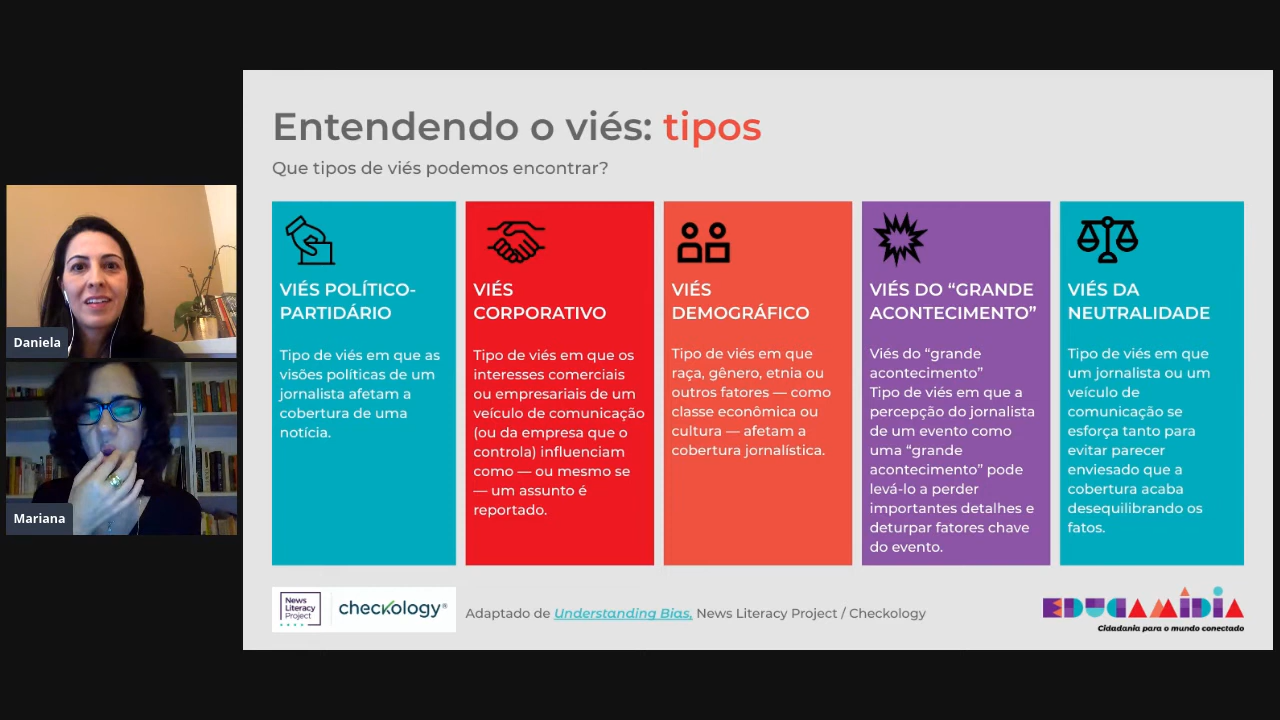 Entendendo o viés: tipos
Que tipos de viés podemos encontrar?
VIÉS POLÍTICO-
PARTIDÁRIO
Tipo de viés em que as
visões políticas de um
jornalista afetam a
cobertura de uma
notícia.
VIÉS
CORPORATIVO
Tipo de viés em que os
interesses comerciais
ou empresariais de um
veículo de comunicação
(ou da empresa que o
controla) influenciam
como — ou mesmo se
— um assunto é
reportado.
VIÉS
DEMOGRÁFICO
Tipo de viés em que
raça, gênero, etnia ou
outros fatores — como
classe econômica ou
cultura — afetam a
cobertura jornalística.
VIÉS DO “GRANDE
ACONTECIMENTO”
Viés do “grande
acontecimento”
Tipo de viés em que a
percepção do jornalista
de um evento como
uma “grande
acontecimento” pode
levá-lo a perder
importantes detalhes e
deturpar fatores chave
do evento.
VIÉS DA
NEUTRALIDADE
Tipo de viés em que
um jornalista ou um
veículo de
comunicação se
esforça tanto para
evitar parecer
enviesado que a
cobertura acaba
desequilibrando os
fatos.
Daniela
Mariana
News
Literacy
Project
checkology®
Adaptado de Understanding Bias, News Literacy Project / Checkology
EDUCAMÍDIA
Cidadania para o mundo conectado